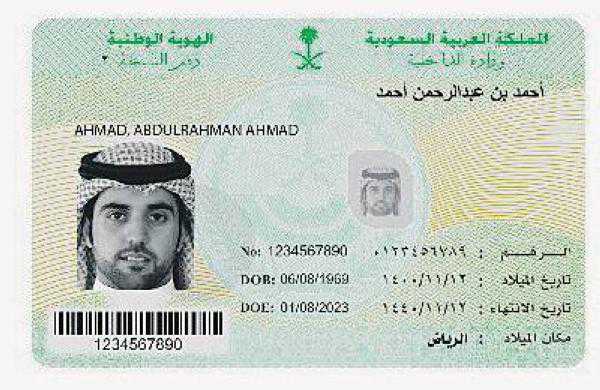 المملكة العربية السعودية الهوية الوطنية
وزارة الداخلية
أحمد بن عبدالرحمن أحمد
AHMAD, ABDULRAHMAN AHMAD
الرقم : ٠١٢٣٤٥٦٧٨٩ No: 1234567890
تاريخ الميلاد : ١٤٠٠/١١/١٢ DOB: 06/08/1969
تاريخ الانتهاء : ١٤٤٠/١١/١٢ DOE: 01/08/2023
مكان الميلاد : الرياض
1234567890